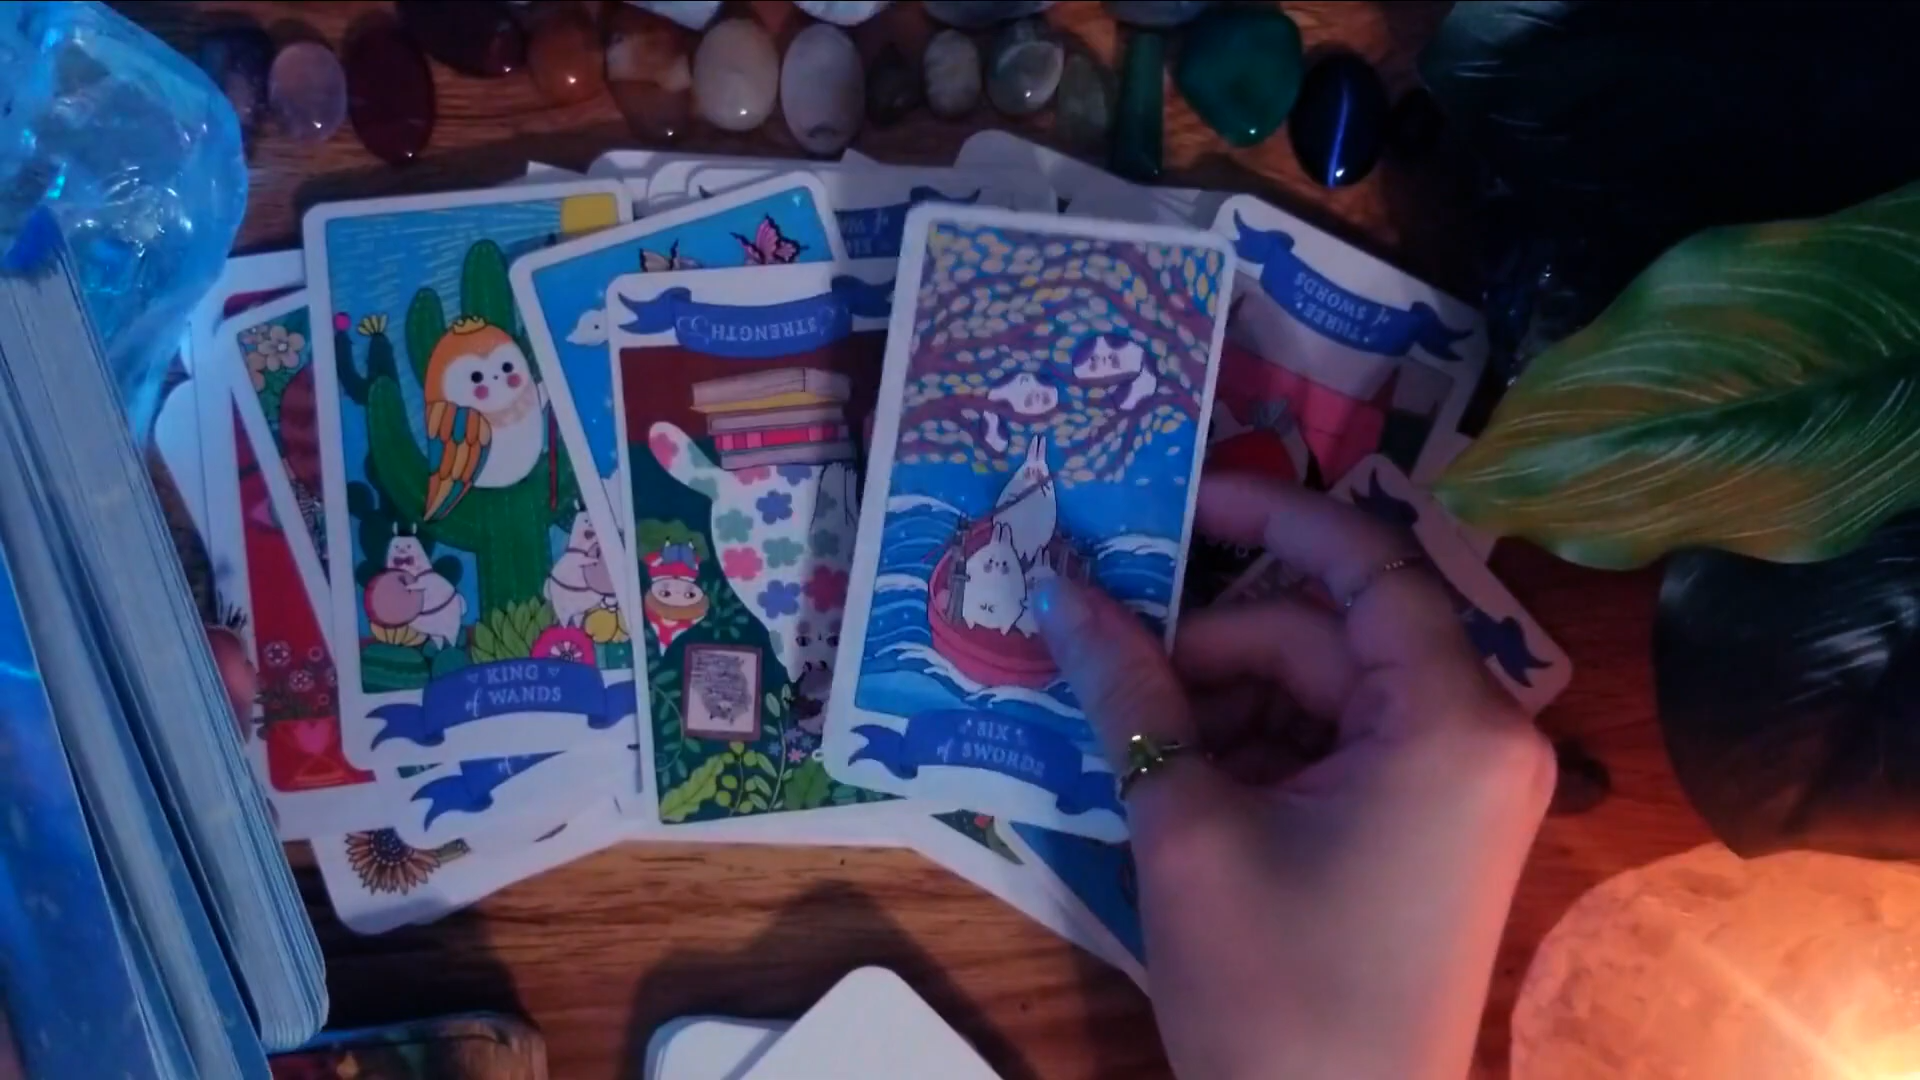 KING
of WANDS
STRENGTH
SIX
of SWORDS
THREE
of SWORDS